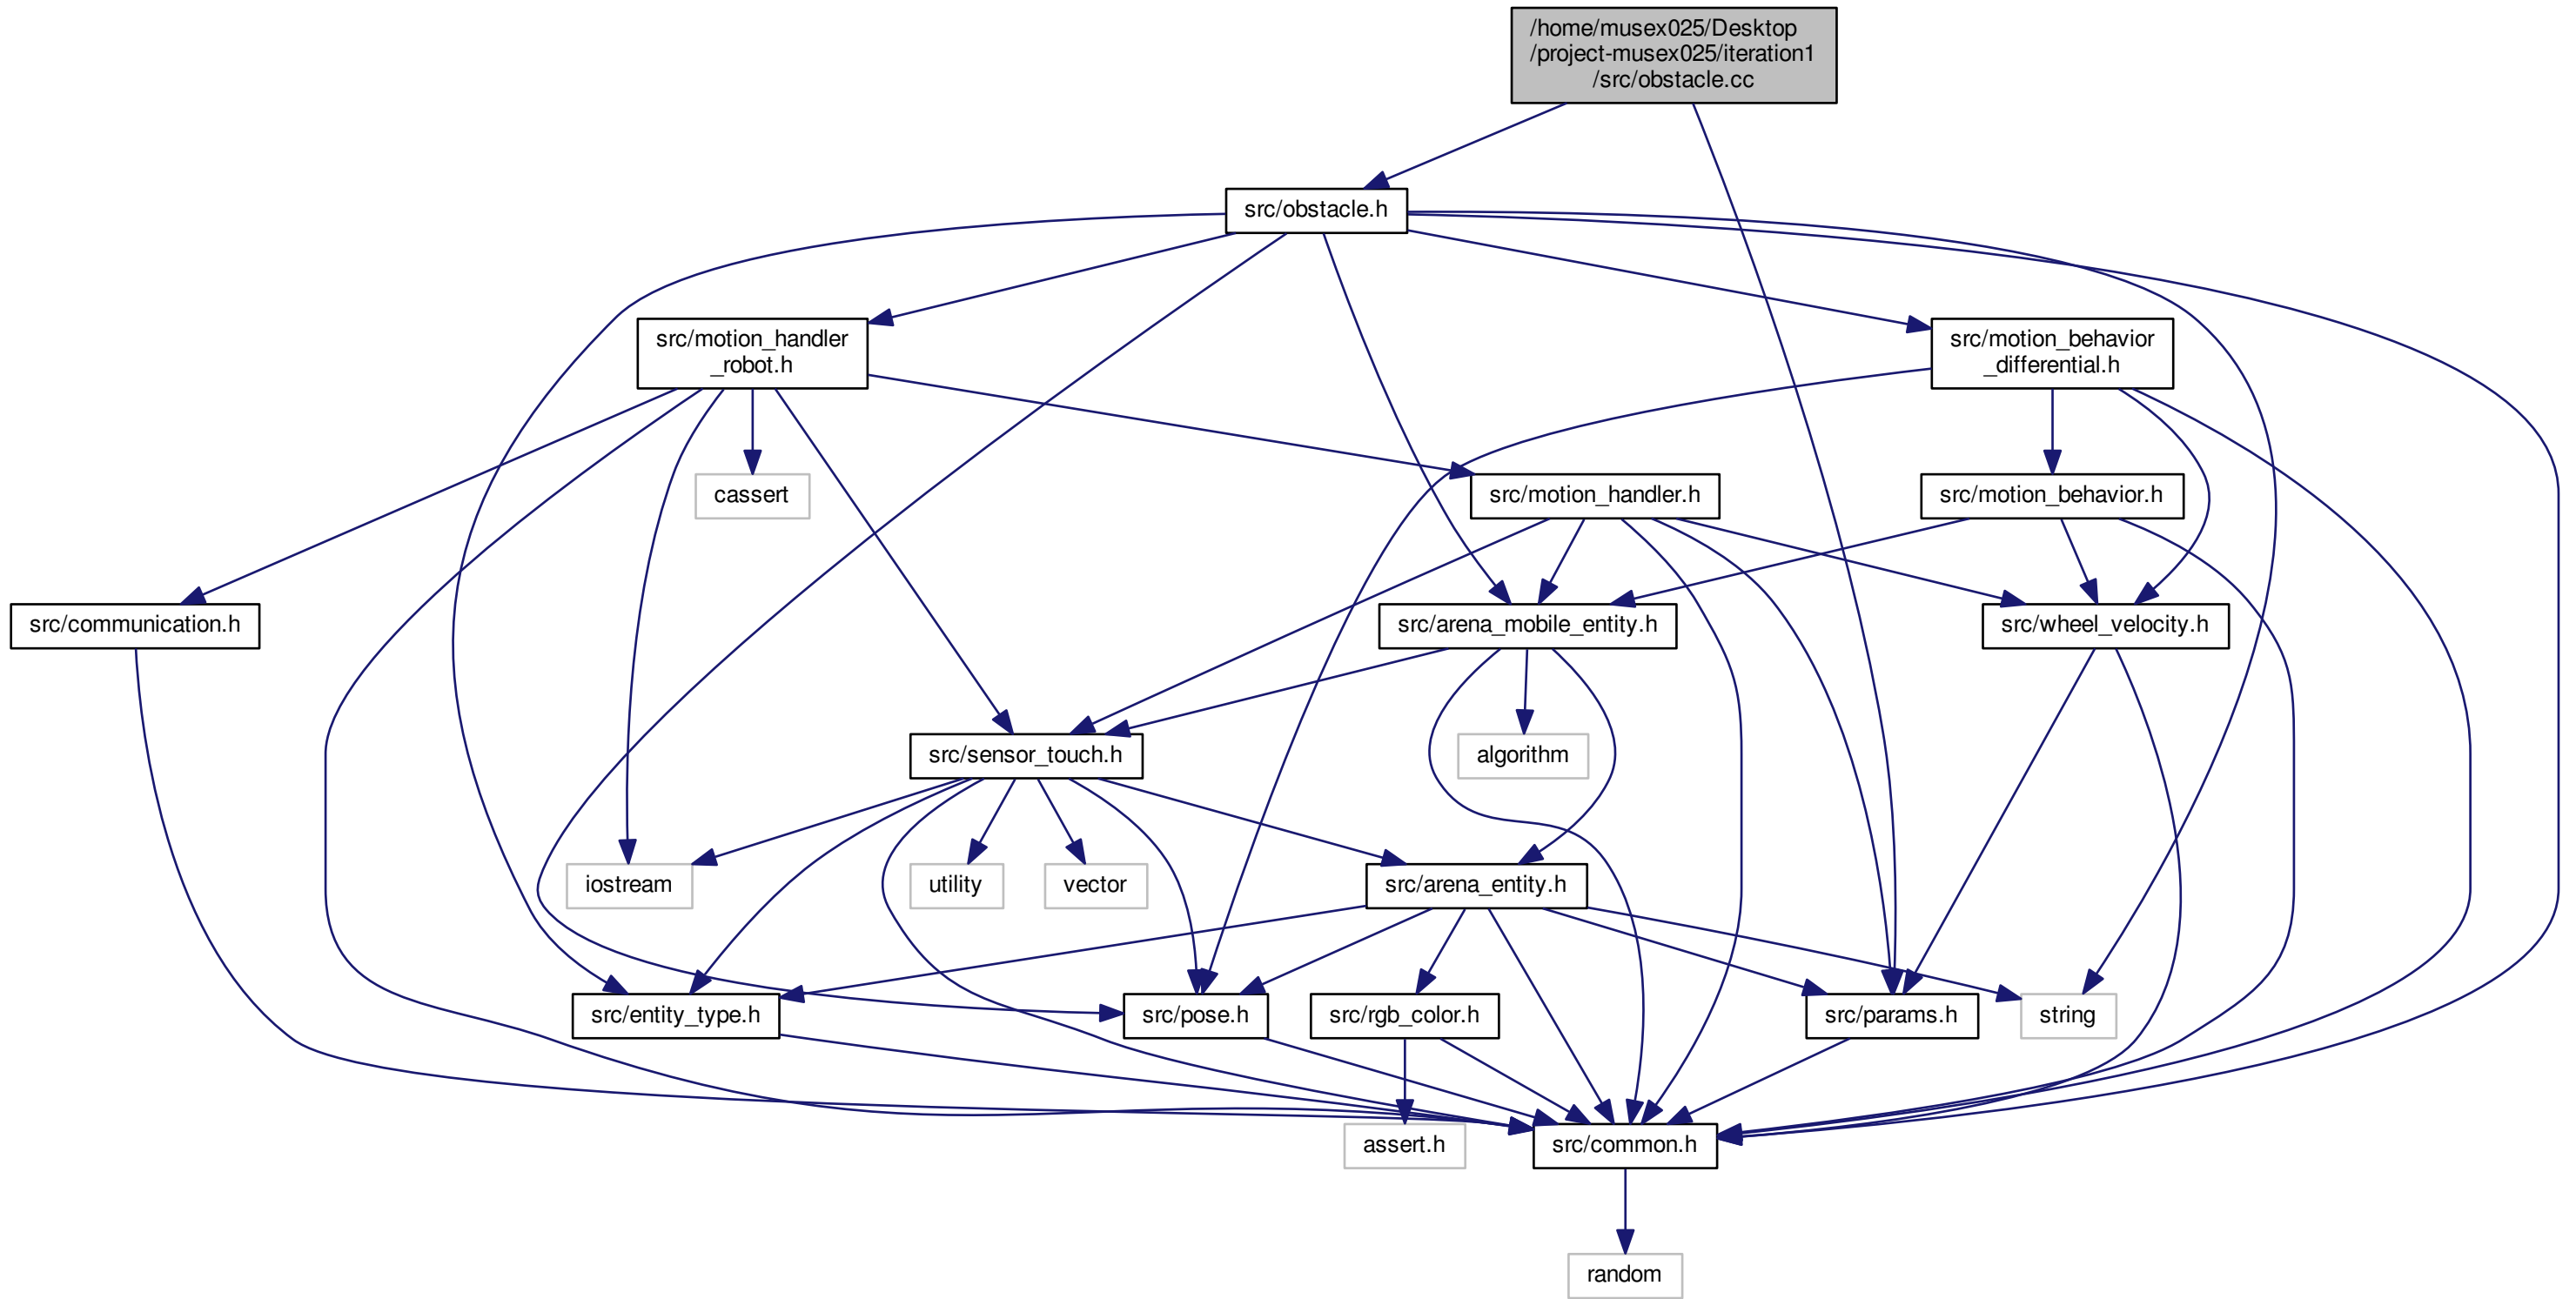 /home/musex025/Desktop
/project-musex025/iteration1
/src/obstacle.cc
src/obstacle.h
src/motion_handler
_robot.h
src/motion_behavior
_differential.h
cassert
src/motion_handler.h
src/motion_behavior.h
src/communication.h
src/arena_mobile_entity.h
src/wheel_velocity.h
src/sensor_touch.h
algorithm
iostream
utility
vector
src/arena_entity.h
src/entity_type.h
src/pose.h
src/rgb_color.h
src/params.h
string
assert.h
src/common.h
random